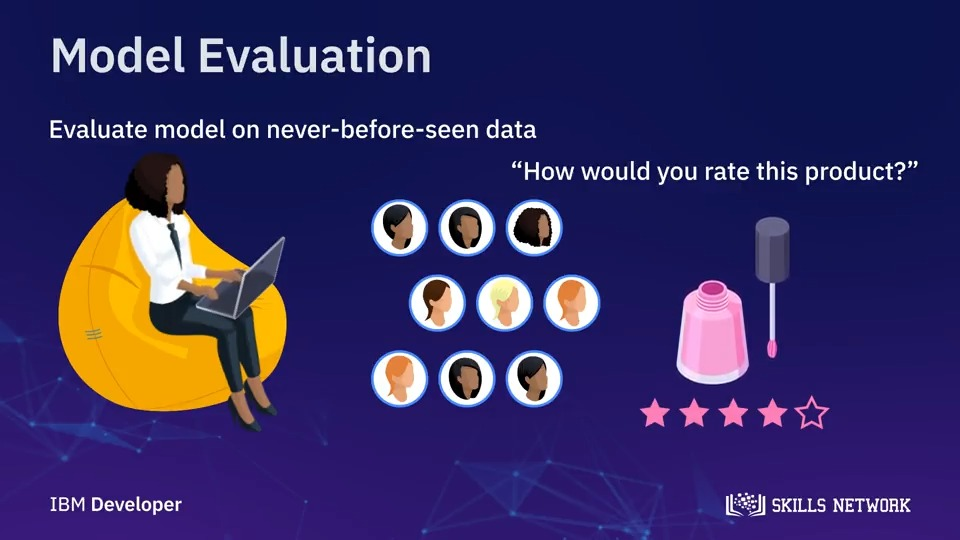 Model Evaluation
Evaluate model on never-before-seen data
“How would you rate this product?”
IBM Developer
SKILLS NETWORK